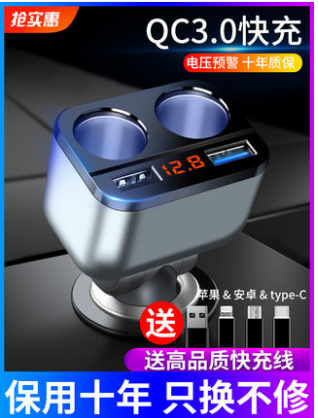 抢实惠
QC3.0快充
电压预警 十年质保
12.8
苹果 & 安卓 & type-C
送
送高品质快充线
保用十年 只换不修